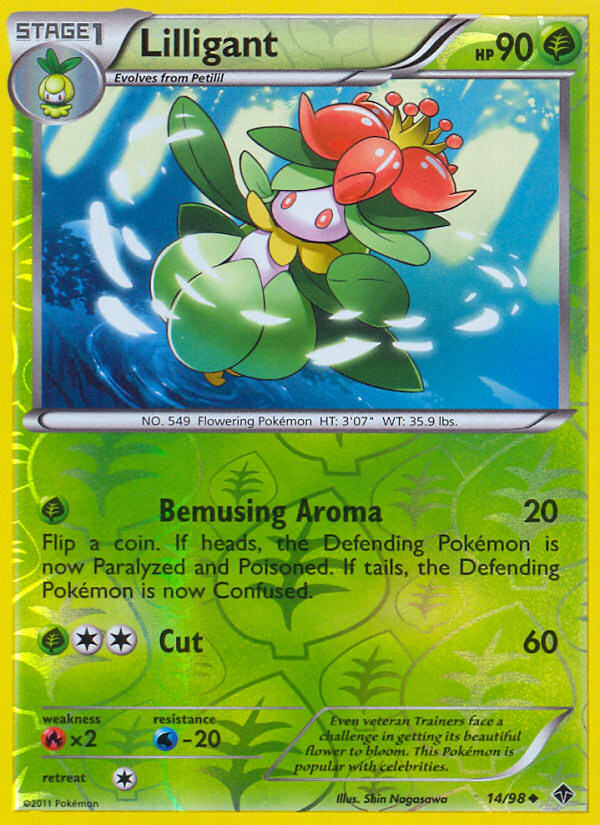 STAGE1 Lilligant HP 90
Evolves from Petilil
NO. 549 Flowering Pokémon HT: 3'07" WT: 35.9 lbs.
Bemusing Aroma 20
Flip a coin. If heads, the Defending Pokémon is
now Paralyzed and Poisoned. If tails, the Defending
Pokémon is now Confused.
Cut 60
weakness resistance
×2 -20
retreat
Even veteran Trainers face a
challenge in getting its beautiful
flower to bloom. This Pokémon is
popular with celebrities.
©2011 Pokémon Illus. Shin Nagasawa 14/98